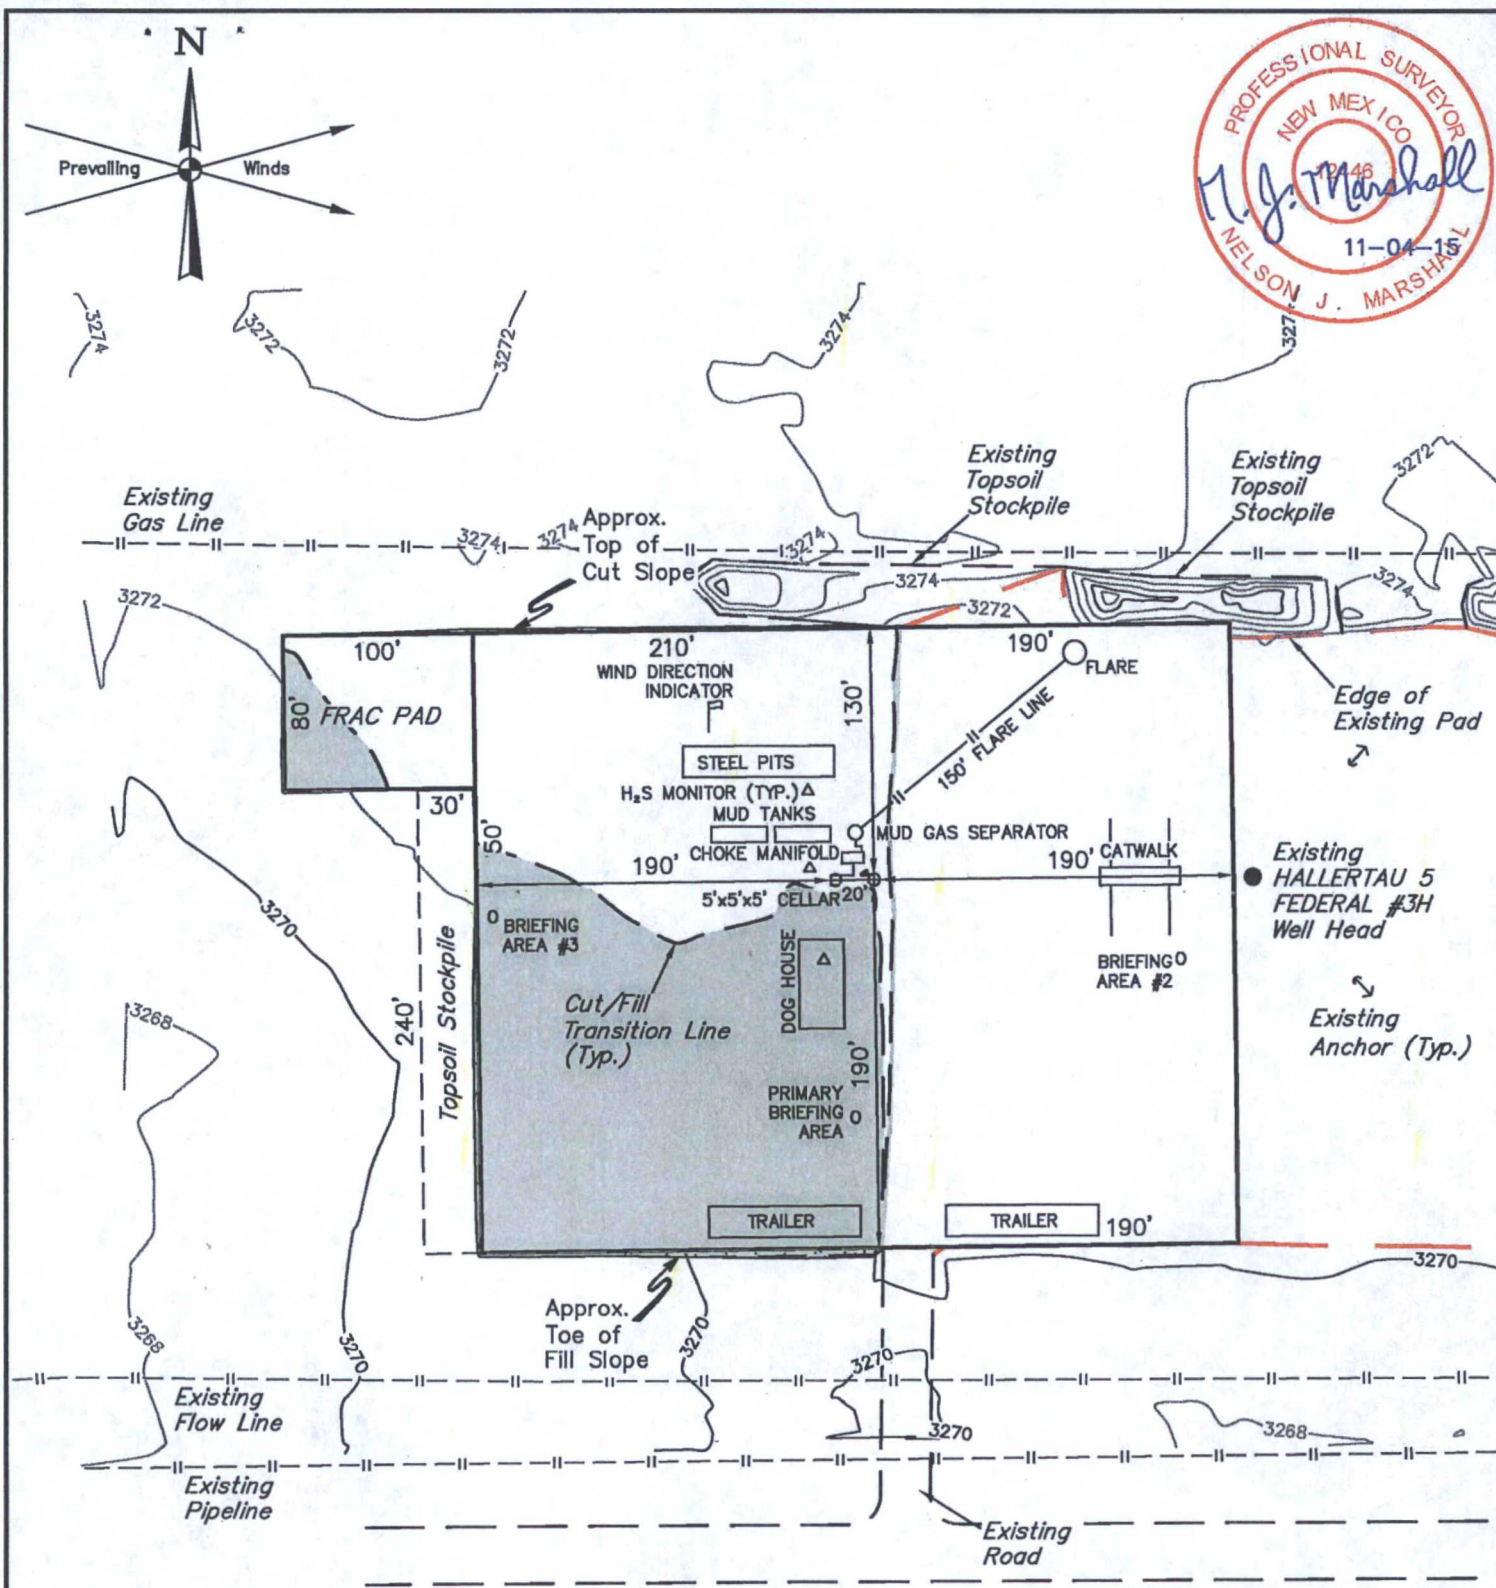 N
Prevailing Winds
PROFESSIONAL SURVEYOR
NEW MEXICO
12446
N. J. Marshall
11-04-15
NELSON J. MARSHALL
3274
3272
3272
3274
Existing
Topsoil
Stockpile
Existing
Topsoil
Stockpile
3272
Existing
Gas Line
3274
3274
Approx.
Top of
Cut Slope
3274
3274
3274
3272
3272
100'
210'
190'
WIND DIRECTION
INDICATOR
FLARE
80'
FRAC PAD
130'
150' FLARE LINE
Edge of
Existing Pad
STEEL PITS
H₂S MONITOR (TYP.)
MUD TANKS
30'
50'
MUD GAS SEPARATOR
190'
CHOKE MANIFOLD
190'
CATWALK
Existing
HALLERTAU 5
FEDERAL #3H
Well Head
5'x5'x5' CELLAR
20'
BRIEFING
AREA #3
3270
BRIEFING
AREA #2
DOG HOUSE
Topsoil Stockpile
240'
Cut/Fill
Transition Line
(Typ.)
3268
Existing
Anchor (Typ.)
190'
PRIMARY
BRIEFING
AREA
TRAILER
TRAILER
190'
3270
Approx.
Toe of
Fill Slope
3268
3270
3270
3270
Existing
Flow Line
3270
3268
Existing
Pipeline
Existing
Road